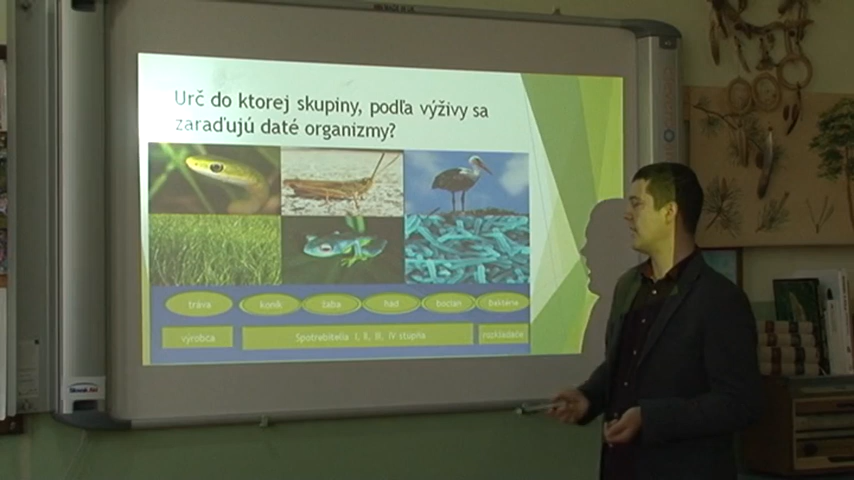 Urč do ktorej skupiny, podľa výživy sa
zaraďujú daté organizmy?
tráva koník žaba had bocian baktérie
výrobca Spotrebitelia I, II, III, IV stupňa rozkladače